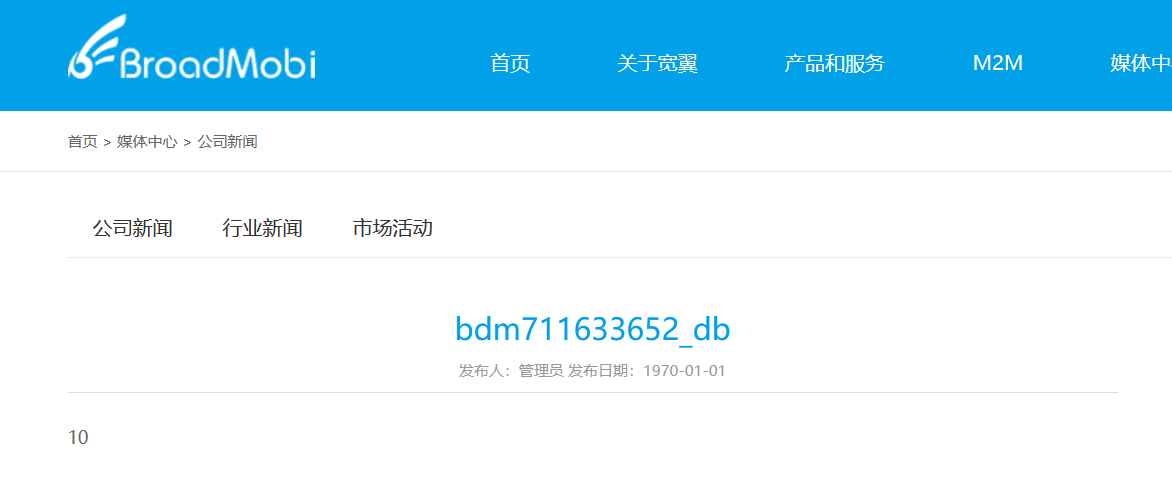 BroadMobi
首页 关于宽翼 产品和服务 M2M 媒体中
首页 > 媒体中心 > 公司新闻
公司新闻 行业新闻 市场活动
bdm711633652_db
发布人：管理员 发布日期：1970-01-01
10